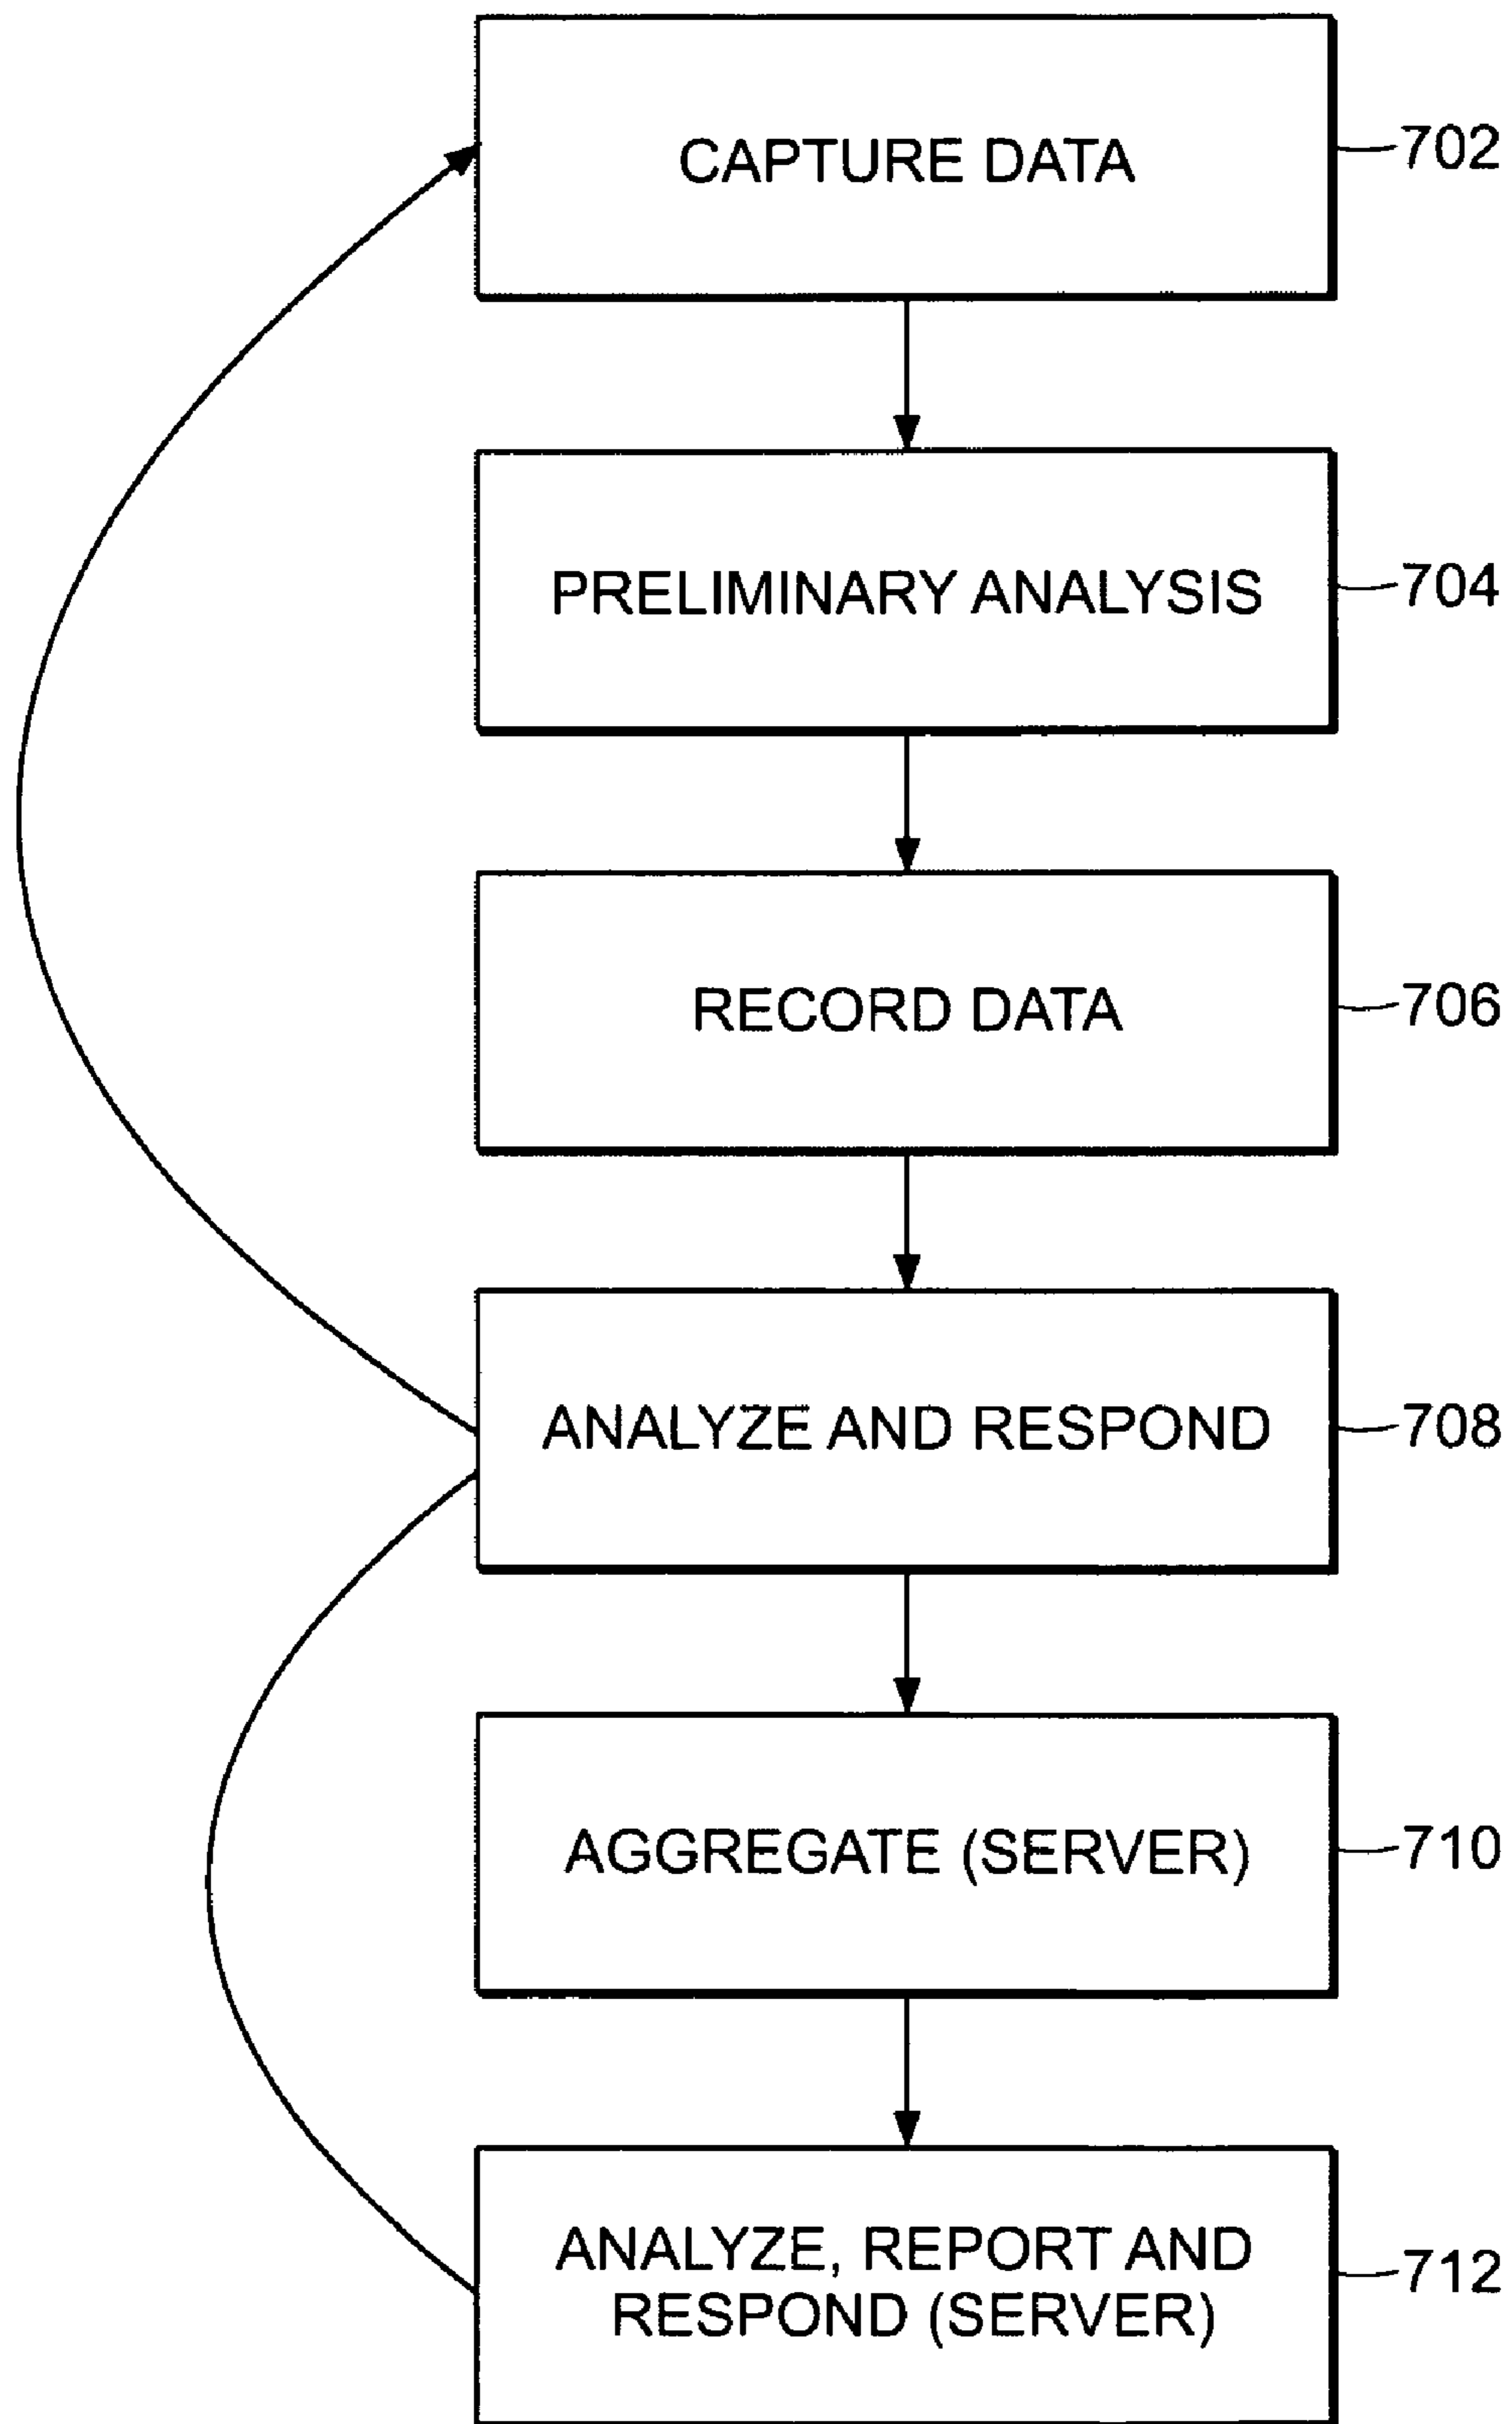 CAPTURE DATA
702
PRELIMINARY ANALYSIS
704
RECORD DATA
706
ANALYZE AND RESPOND
708
AGGREGATE (SERVER)
710
ANALYZE, REPORT AND
RESPOND (SERVER)
712